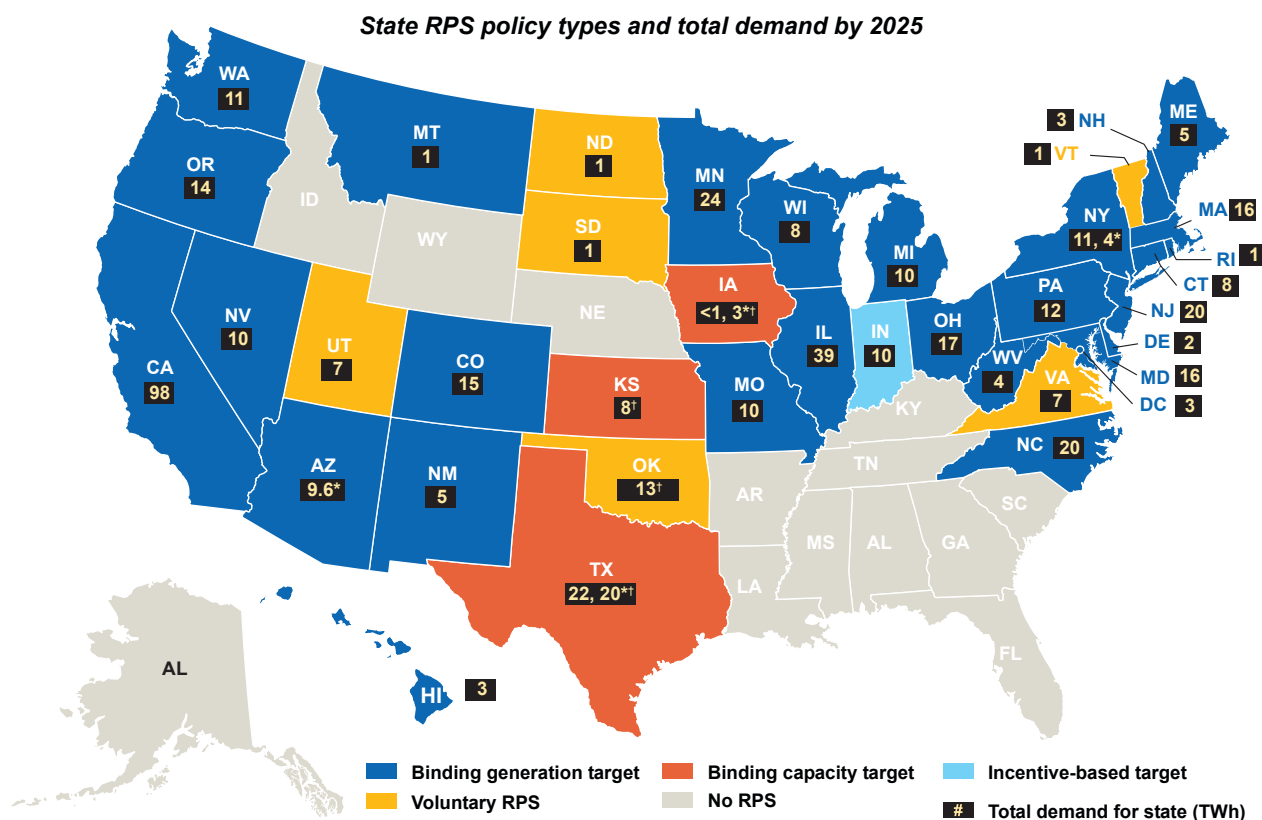 State RPS policy types and total demand by 2025
WA
11
MT
1
ND
1
MN
24
3 NH
ME
5
1 VT
OR
14
ID
WY
SD
1
WI
8
MI
10
NY
11, 4*
MA 16
RI 1
CT 8
NJ 20
DE 2
MD 16
DC 3
PA
12
NV
10
UT
7
CO
15
NE
IA
<1, 3*†
IL
39
IN
10
OH
17
WV
4
VA
7
CA
98
KS
8†
MO
10
KY
NC 20
AZ
9.6*
NM
5
OK
13†
AR
TN
SC
MS
AL
GA
TX
22, 20*†
LA
FL
AL
HI 3
Binding generation target
Binding capacity target
Incentive-based target
Voluntary RPS
No RPS
# Total demand for state (TWh)